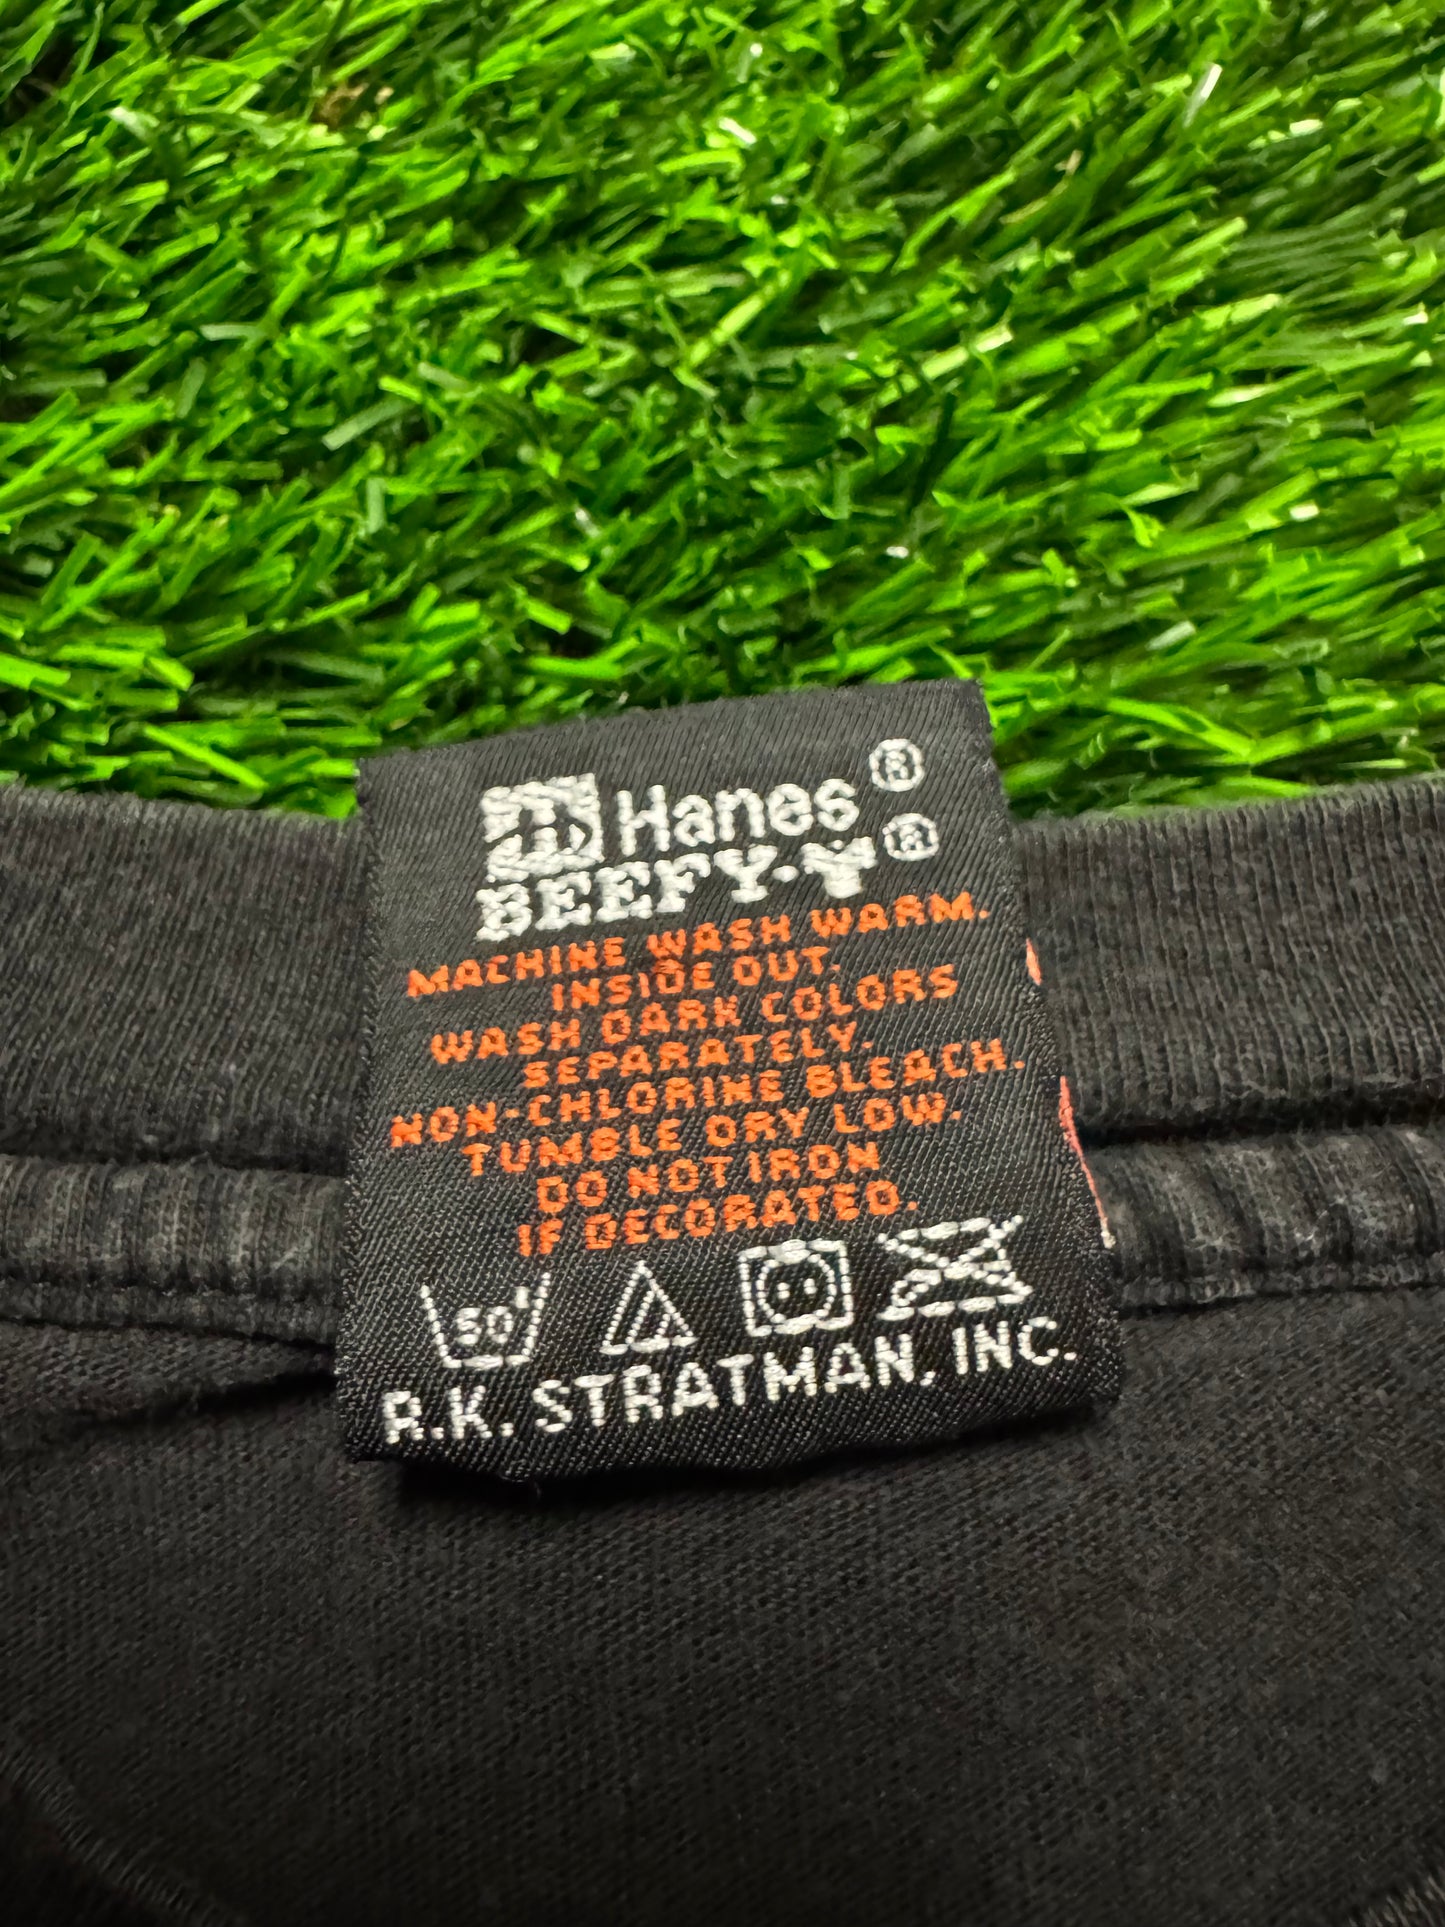 Hanes®
BEEFY-T®
MACHINE WASH WARM.
INSIDE OUT.
WASH DARK COLORS
SEPARATELY.
NON-CHLORINE BLEACH.
TUMBLE DRY LOW.
DO NOT IRON
IF DECORATED.
50°
R.K. STRATMAN, INC.